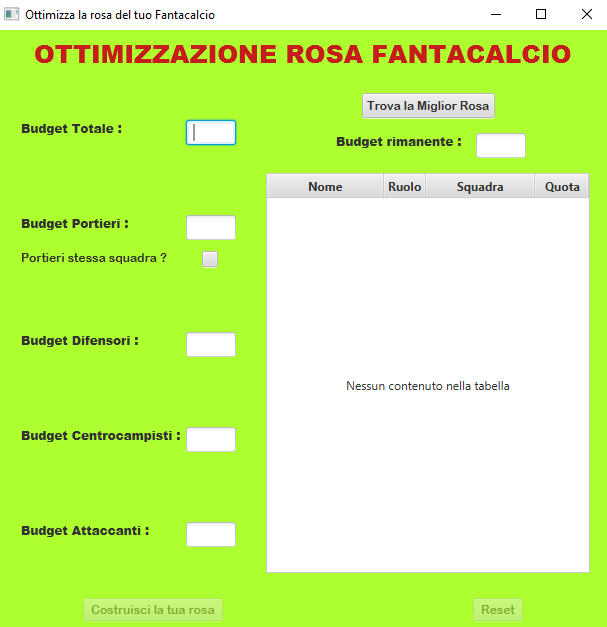 Ottimizza la rosa del tuo Fantacalcio
OTTIMIZZAZIONE ROSA FANTACALCIO
Trova la Miglior Rosa
Budget Totale :
Budget rimanente :
Nome Ruolo Squadra Quota
Budget Portieri :
Portieri stessa squadra ?
Budget Difensori :
Nessun contenuto nella tabella
Budget Centrocampisti :
Budget Attaccanti :
Costruisci la tua rosa
Reset